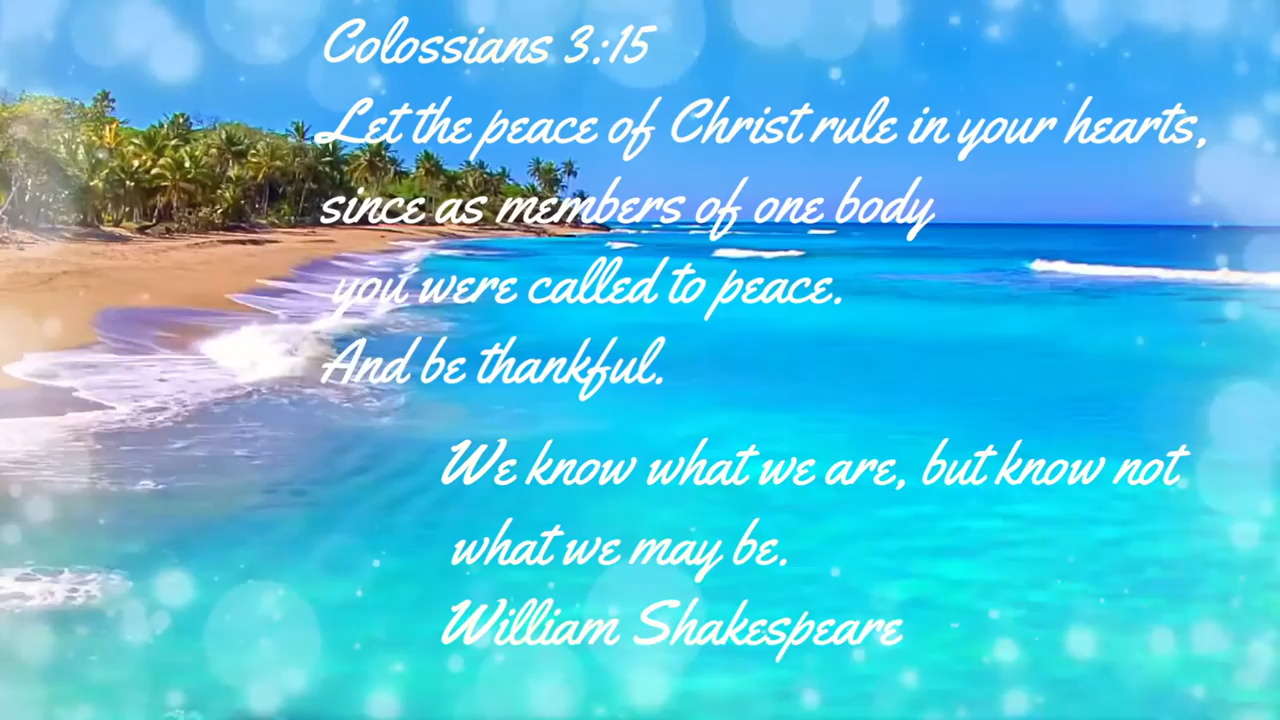 Colossians 3:15
Let the peace of Christ rule in your hearts,
since as members of one body
you were called to peace.
And be thankful.
We know what we are, but know not
what we may be.
William Shakespeare